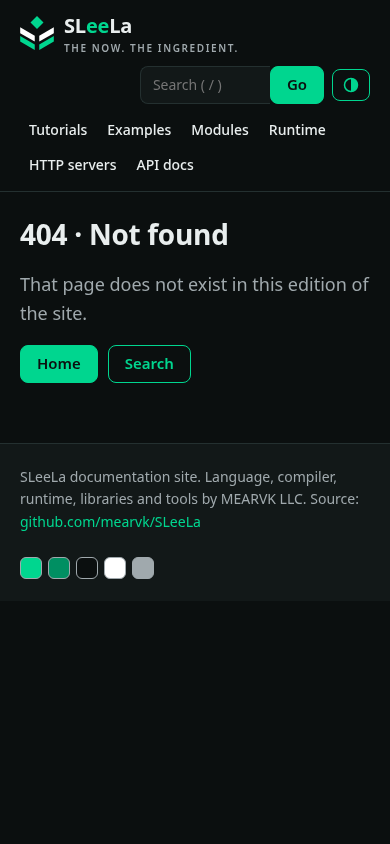 SLeeLa
THE NOW. THE INGREDIENT.
Search ( / )
Go
Tutorials Examples Modules Runtime
HTTP servers API docs
404 · Not found
That page does not exist in this edition of
the site.
Home Search
SLeeLa documentation site. Language, compiler,
runtime, libraries and tools by MEARVK LLC. Source:
github.com/mearvk/SLeeLa